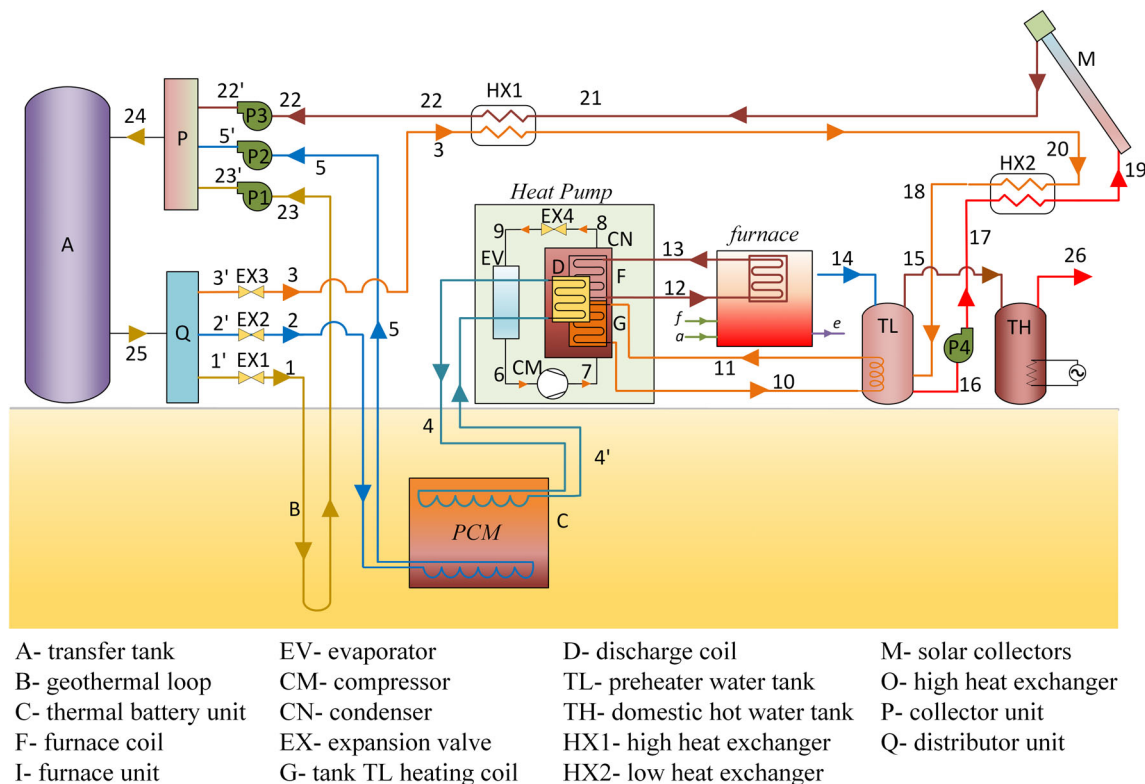 HX1
M
22' 22 22 21
24
P3
P
5'
P2
3
20
HX2
5
19
23'
18
P1
Heat Pump
23
17
EX4
9 8
CN
furnace
A
EV
13
14
15
26
D
F
3' EX3 3
12
G
f
TL
TH
2' EX2 2
5
a
e
P4
25
Q
11
1' EX1 1
6 CM 7
10
16
4
4'
B
C
PCM
A- transfer tank
B- geothermal loop
C- thermal battery unit
F- furnace coil
I- furnace unit
EV- evaporator
CM- compressor
CN- condenser
EX- expansion valve
G- tank TL heating coil
D- discharge coil
TL- preheater water tank
TH- domestic hot water tank
HX1- high heat exchanger
HX2- low heat exchanger
M- solar collectors
O- high heat exchanger
P- collector unit
Q- distributor unit